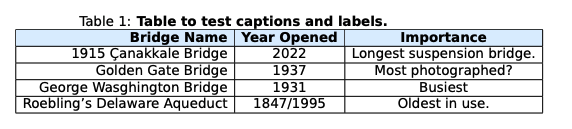 Table 1: Table to test captions and labels.
Bridge Name Year Opened Importance
1915 Çanakkale Bridge 2022 Longest suspension bridge.
Golden Gate Bridge 1937 Most photographed?
George Wasghington Bridge 1931 Busiest
Roebling’s Delaware Aqueduct 1847/1995 Oldest in use.